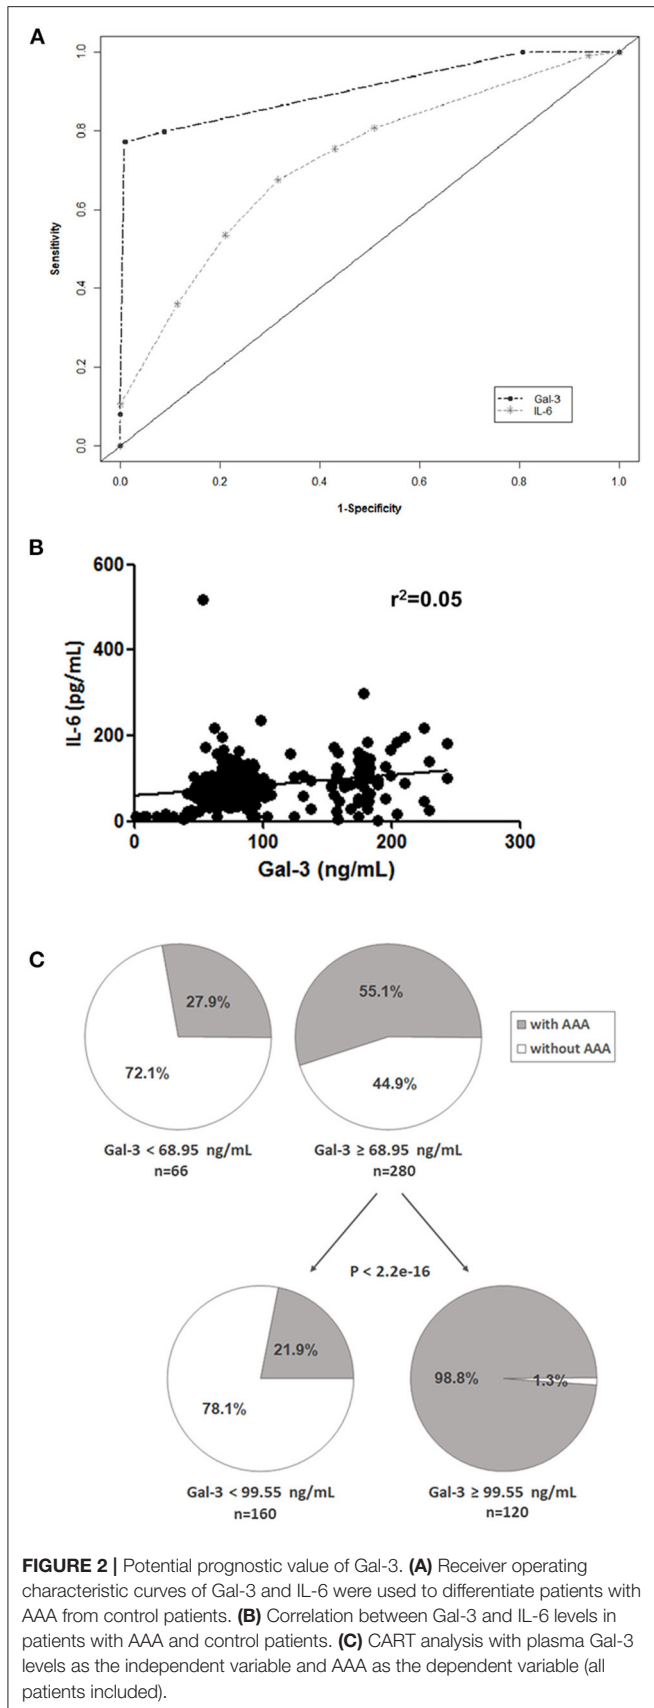 A
1.0
0.8
0.6
0.4
0.2
0.0
Sensitivity
Gal-3
IL-6
0.0 0.2 0.4 0.6 0.8 1.0
1-Specificity
B
600
400
200
0
IL-6 (pg/mL)
r²=0.05
0 100 200 300
Gal-3 (ng/mL)
C
27.9%
72.1%
55.1%
44.9%
with AAA
without AAA
Gal-3 < 68.95 ng/mL
n=66
Gal-3 ≥ 68.95 ng/mL
n=280
P < 2.2e-16
21.9%
78.1%
98.8%
1.3%
Gal-3 < 99.55 ng/mL
n=160
Gal-3 ≥ 99.55 ng/mL
n=120
FIGURE 2 | Potential prognostic value of Gal-3. (A) Receiver operating
characteristic curves of Gal-3 and IL-6 were used to differentiate patients with
AAA from control patients. (B) Correlation between Gal-3 and IL-6 levels in
patients with AAA and control patients. (C) CART analysis with plasma Gal-3
levels as the independent variable and AAA as the dependent variable (all
patients included).